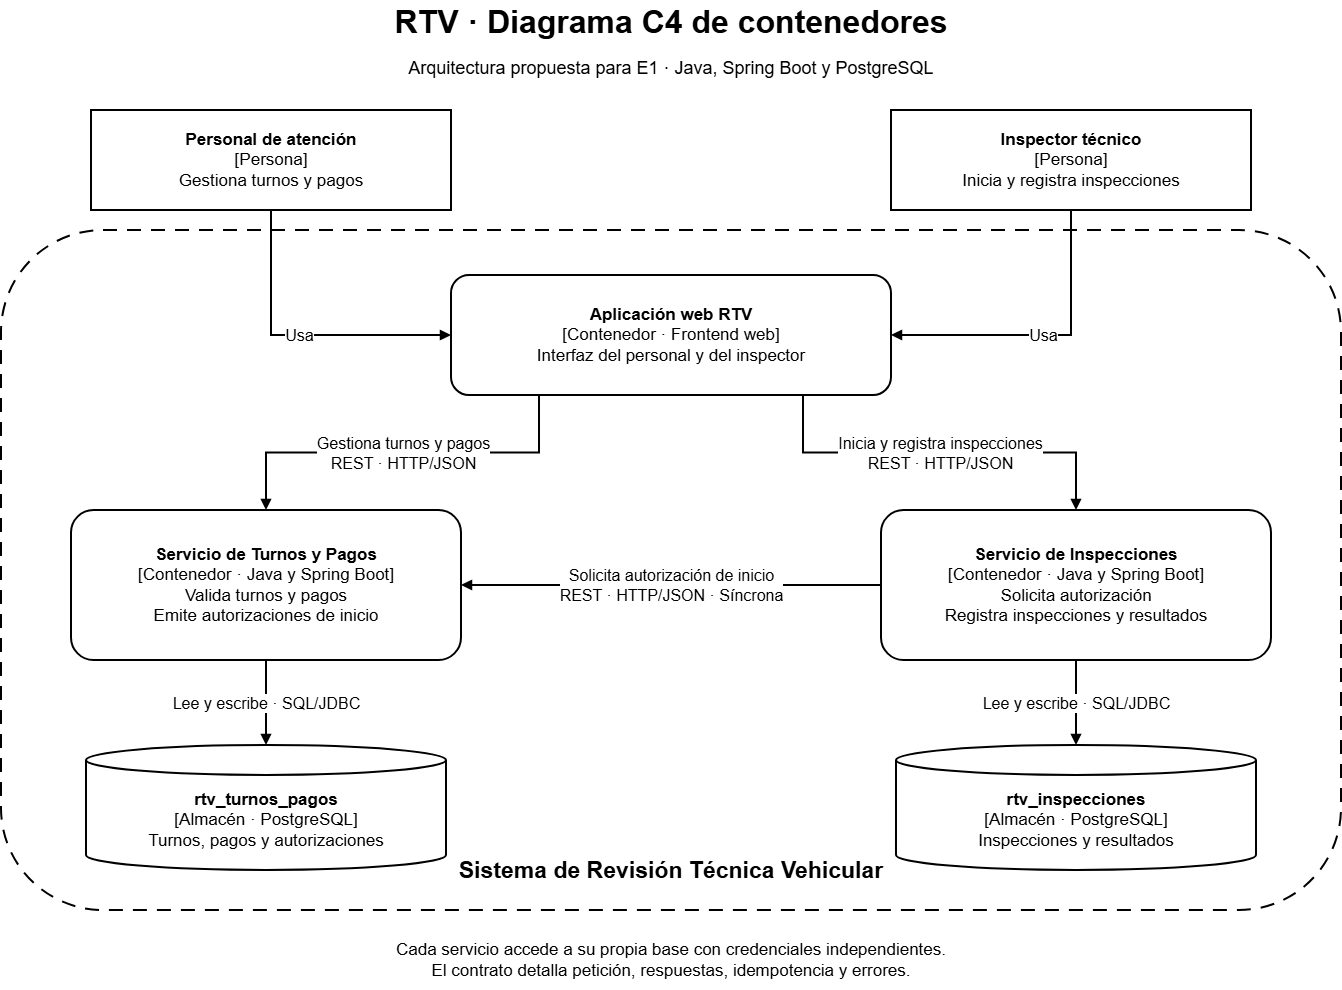 RTV · Diagrama C4 de contenedores
Arquitectura propuesta para E1 · Java, Spring Boot y PostgreSQL
Personal de atención
[Persona]
Gestiona turnos y pagos
Inspector técnico
[Persona]
Inicia y registra inspecciones
Aplicación web RTV
[Contenedor · Frontend web]
Interfaz del personal y del inspector
Usa
Usa
Gestiona turnos y pagos
REST · HTTP/JSON
Inicia y registra inspecciones
REST · HTTP/JSON
Servicio de Turnos y Pagos
[Contenedor · Java y Spring Boot]
Valida turnos y pagos
Emite autorizaciones de inicio
Solicita autorización de inicio
REST · HTTP/JSON · Síncrona
Servicio de Inspecciones
[Contenedor · Java y Spring Boot]
Solicita autorización
Registra inspecciones y resultados
Lee y escribe · SQL/JDBC
Lee y escribe · SQL/JDBC
rtv_turnos_pagos
[Almacén · PostgreSQL]
Turnos, pagos y autorizaciones
rtv_inspecciones
[Almacén · PostgreSQL]
Inspecciones y resultados
Sistema de Revisión Técnica Vehicular
Cada servicio accede a su propia base con credenciales independientes.
El contrato detalla petición, respuestas, idempotencia y errores.